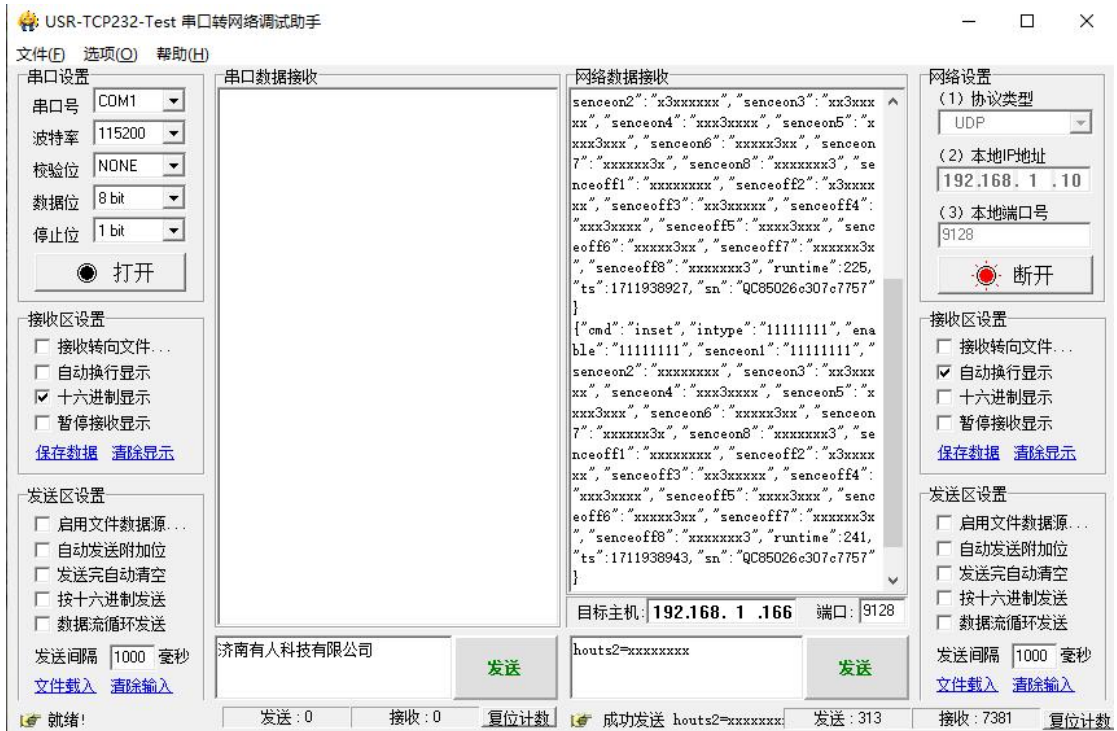 USR-TCP232-Test 串口转网络调试助手
文件(F) 选项(O) 帮助(H)
串口设置
串口号 COM1
波特率 115200
校验位 NONE
数据位 8 bit
停止位 1 bit
打开
接收区设置
接收转向文件...
自动换行显示
十六进制显示
暂停接收显示
保存数据 清除显示
发送区设置
启用文件数据源...
自动发送附加位
发送完自动清空
按十六进制发送
数据流循环发送
发送间隔 1000 毫秒
文件载入 清除输入
串口数据接收
济南有人科技有限公司
发送
网络数据接收
senceon2":"x3xxxxxx", "senceon3":"xx3xxx
xx", "senceon4":"xxx3xxxx", "senceon5":"x
xxx3xxx", "senceon6":"xxxxx3xx", "senceon
7":"xxxxxx3x", "senceon8":"xxxxxxx3", "se
nceoff1":"xxxxxxxx", "senceoff2":"x3xxxx
xx", "senceoff3":"xx3xxxxx", "senceoff4":
"xxx3xxxx", "senceoff5":"xxxx3xxx", "senc
eoff6":"xxxxx3xx", "senceoff7":"xxxxxx3x
", "senceoff8":"xxxxxxx3", "runtime":225,
"ts":1711938927, "sn":"QC85026c307c7757"
}
{"cmd":"inset", "intype":"11111111", "ena
ble":"11111111", "senceon1":"11111111", "
senceon2":"xxxxxxxx", "senceon3":"xx3xxx
xx", "senceon4":"xxx3xxxx", "senceon5":"x
xxx3xxx", "senceon6":"xxxxx3xx", "senceon
7":"xxxxxx3x", "senceon8":"xxxxxxx3", "se
nceoff1":"xxxxxxxx", "senceoff2":"x3xxxx
xx", "senceoff3":"xx3xxxxx", "senceoff4":
"xxx3xxxx", "senceoff5":"xxxx3xxx", "senc
eoff6":"xxxxx3xx", "senceoff7":"xxxxxx3x
", "senceoff8":"xxxxxxx3", "runtime":241,
"ts":1711938943, "sn":"QC85026c307c7757"
}
目标主机: 192.168. 1 .166 端口: 9128
houts2=xxxxxxxx
发送
网络设置
(1) 协议类型
UDP
(2) 本地IP地址
192.168. 1 .10
(3) 本地端口号
9128
断开
接收区设置
接收转向文件...
自动换行显示
十六进制显示
暂停接收显示
保存数据 清除显示
发送区设置
启用文件数据源...
自动发送附加位
发送完自动清空
按十六进制发送
数据流循环发送
发送间隔 1000 毫秒
文件载入 清除输入
就绪! 发送 : 0 接收 : 0 复位计数 成功发送 houts2=xxxxxxx: 发送 : 313 接收 : 7381 复位计数